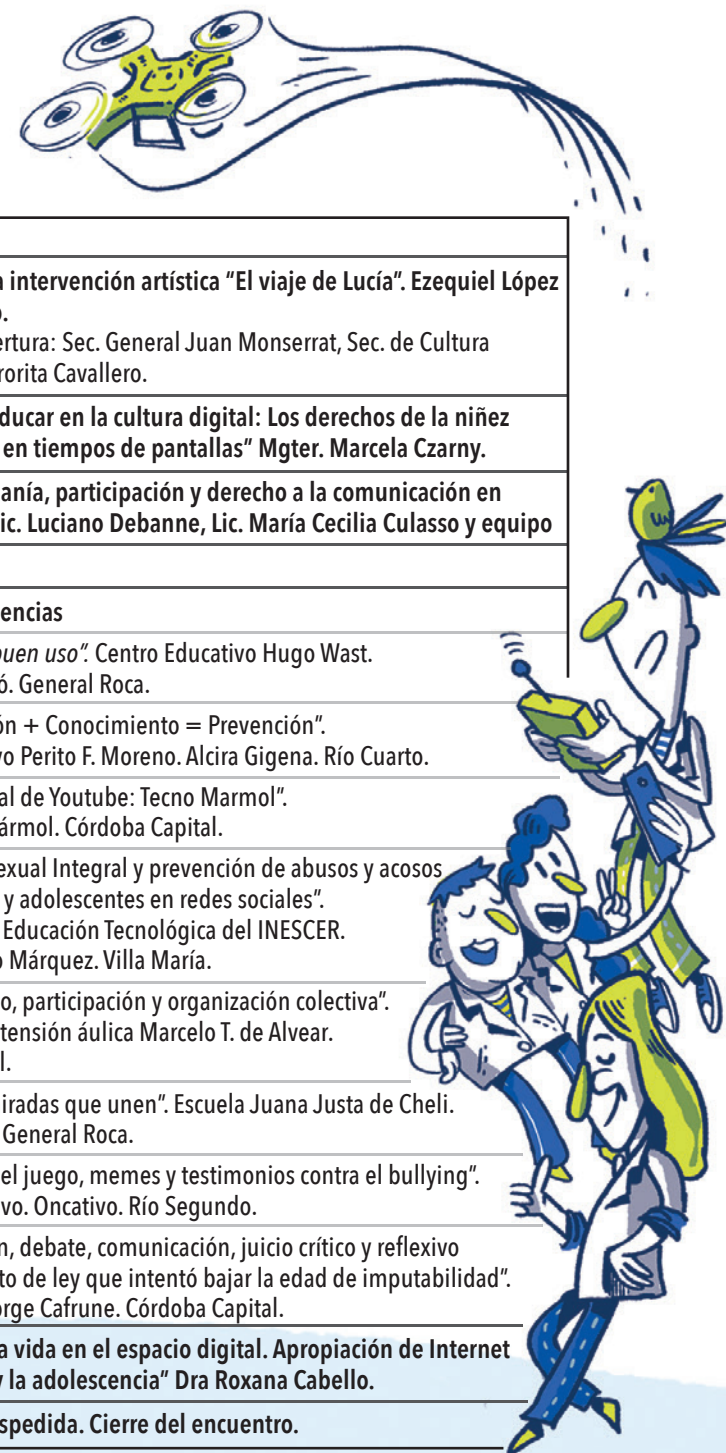 a intervención artística “El viaje de Lucía”. Ezequiel López
o.
ertura: Sec. General Juan Monserrat, Sec. de Cultura
rorita Cavallero.
ducar en la cultura digital: Los derechos de la niñez
en tiempos de pantallas” Mgter. Marcela Czarny.
anía, participación y derecho a la comunicación en
ic. Luciano Debanne, Lic. María Cecilia Culasso y equipo
encias
buen uso”. Centro Educativo Hugo Wast.
ó. General Roca.
ón + Conocimiento = Prevención”.
vo Perito F. Moreno. Alcira Gigena. Río Cuarto.
al de Youtube: Tecno Marmol”.
ármol. Córdoba Capital.
exual Integral y prevención de abusos y acosos
y adolescentes en redes sociales”.
Educación Tecnológica del INESCER.
o Márquez. Villa María.
o, participación y organización colectiva”.
tensión áulica Marcelo T. de Alvear.
l.
iradas que unen”. Escuela Juana Justa de Cheli.
General Roca.
el juego, memes y testimonios contra el bullying”.
vo. Oncativo. Río Segundo.
n, debate, comunicación, juicio crítico y reflexivo
to de ley que intentó bajar la edad de imputabilidad”.
orge Cafrune. Córdoba Capital.
a vida en el espacio digital. Apropiación de Internet
y la adolescencia” Dra Roxana Cabello.
spedida. Cierre del encuentro.